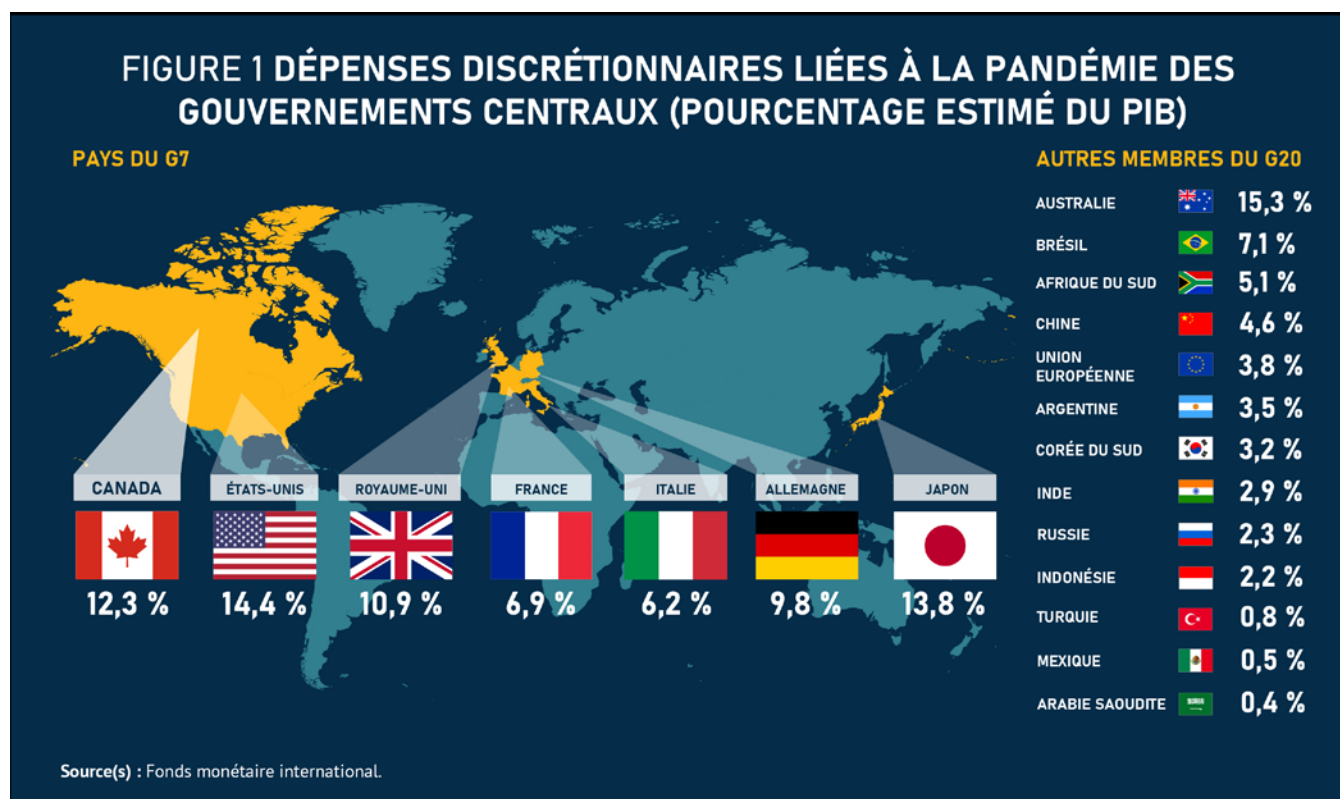 FIGURE 1 DÉPENSES DISCRÉTIONNAIRES LIÉES À LA PANDÉMIE DES
GOUVERNEMENTS CENTRAUX (POURCENTAGE ESTIMÉ DU PIB)
PAYS DU G7
CANADA
12,3 %
ÉTATS-UNIS
14,4 %
ROYAUME-UNI
10,9 %
FRANCE
6,9 %
ITALIE
6,2 %
ALLEMAGNE
9,8 %
JAPON
13,8 %
AUTRES MEMBRES DU G20
AUSTRALIE 15,3 %
BRÉSIL 7,1 %
AFRIQUE DU SUD 5,1 %
CHINE 4,6 %
UNION
EUROPÉENNE 3,8 %
ARGENTINE 3,5 %
CORÉE DU SUD 3,2 %
INDE 2,9 %
RUSSIE 2,3 %
INDONÉSIE 2,2 %
TURQUIE 0,8 %
MEXIQUE 0,5 %
ARABIE SAOUDITE 0,4 %
Source(s) : Fonds monétaire international.